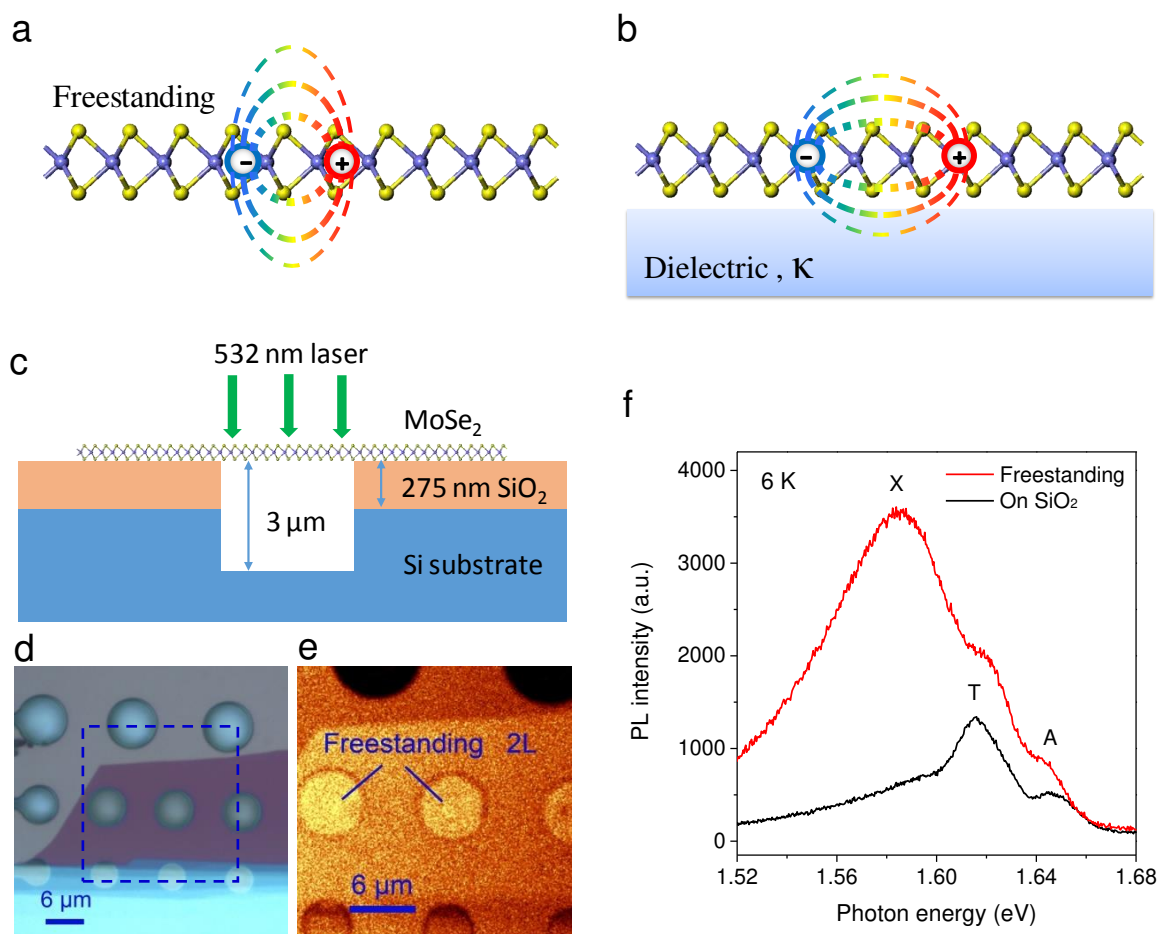 a
Freestanding
−
+
b
−
+
Dielectric , κ
c
532 nm laser
MoSe₂
275 nm SiO₂
3 µm
Si substrate
d
6 µm
e
Freestanding 2L
6 µm
f
6 K
Freestanding
On SiO₂
X
T
A
PL intensity (a.u.)
4000
3000
2000
1000
0
1.52 1.56 1.60 1.64 1.68
Photon energy (eV)